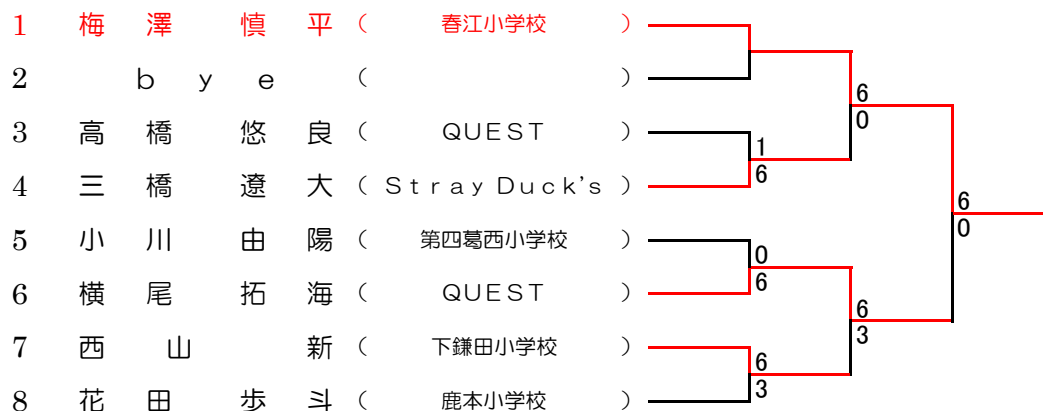 1 梅澤 慎平 （ 春江小学校 ）
2 ｂｙｅ （ ）
6
0
3 高橋 悠良 （ QUEST ）
1
6
4 三橋 遼大 （ Stray Duck's ）
6
0
5 小川 由陽 （ 第四葛西小学校 ）
0
6
6 横尾 拓海 （ QUEST ）
6
3
7 西山 新 （ 下鎌田小学校 ）
6
3
8 花田 歩斗 （ 鹿本小学校 ）